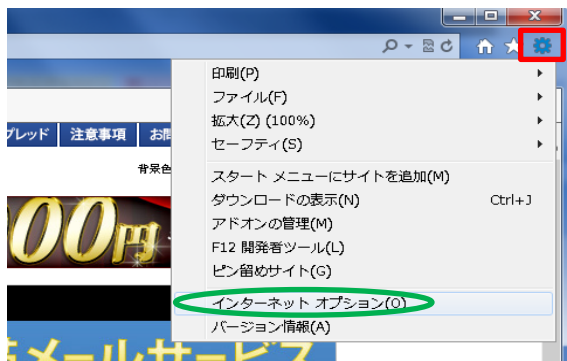 印刷(P)
ファイル(F)
拡大(Z) (100%)
セーフティ(S)
プレッド 注意事項
背景色
スタート メニューにサイトを追加(M)
ダウンロードの表示(N) Ctrl+J
アドオンの管理(M)
F12 開発者ツール(L)
ピン留めサイト(G)
00円
インターネット オプション(O)
バージョン情報(A)
メールサービス